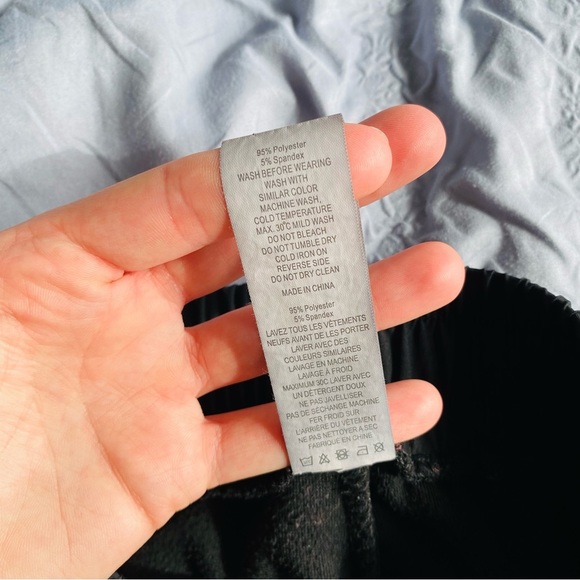 95% Polyester
5% Spandex
WASH BEFORE WEARING
WASH WITH
SIMILAR COLOR
MACHINE WASH,
COLD TEMPERATURE
MAX. 30°C MILD WASH
DO NOT BLEACH
DO NOT TUMBLE DRY
COLD IRON ON
REVERSE SIDE
DO NOT DRY CLEAN
MADE IN CHINA
95% Polyester
5% Spandex
LAVEZ TOUS LES VÊTEMENTS
NEUFS AVANT DE LES PORTER
LAVER AVEC DES
COULEURS SIMILAIRES
LAVAGE EN MACHINE
LAVAGE À FROID
MAXIMUM 30C LAVER AVEC
UN DÉTERGENT DOUX.
NE PAS JAVELLISER.
PAS DE SÉCHAGE MACHINE
FER FROID SUR
L'ARRIÈRE DU VÊTEMENT
NE PAS NETTOYER A SEC
FABRIQUÉ EN CHINE